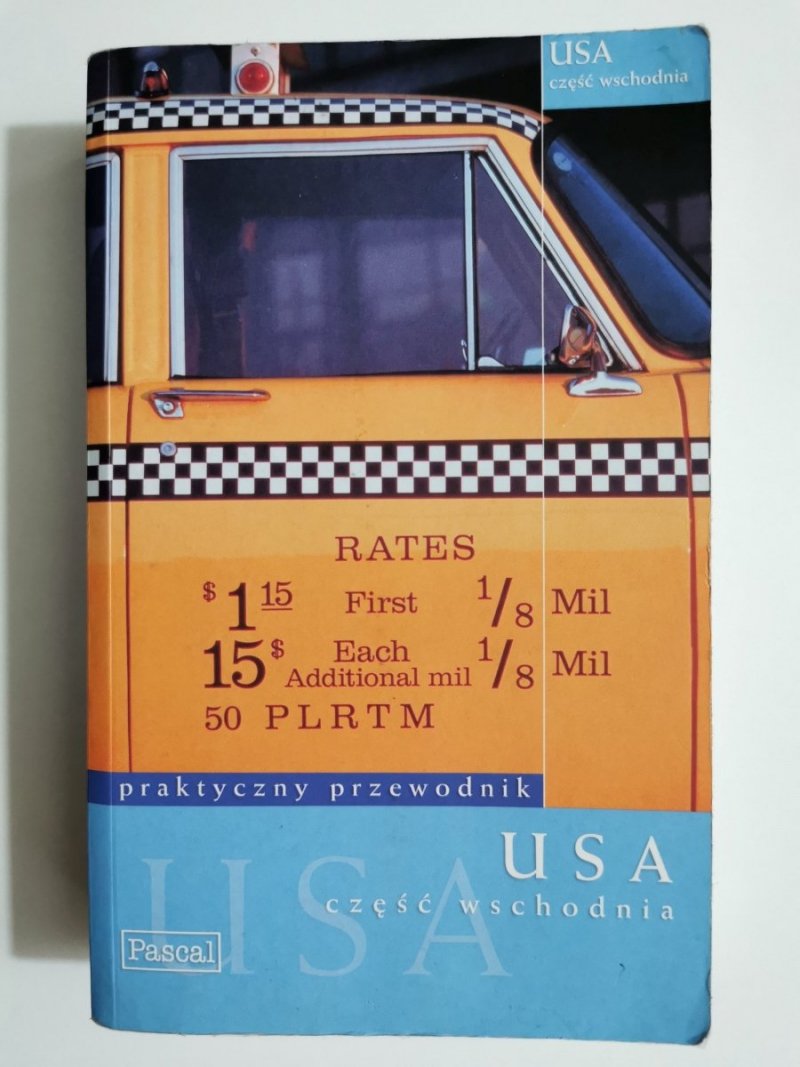 USA
część wschodnia
RATES
$ 1 15 First 1/8 Mil
15 $ Each Additional mil 1/8 Mil
50 PLRTM
praktyczny przewodnik
USA
USA
część wschodnia
Pascal